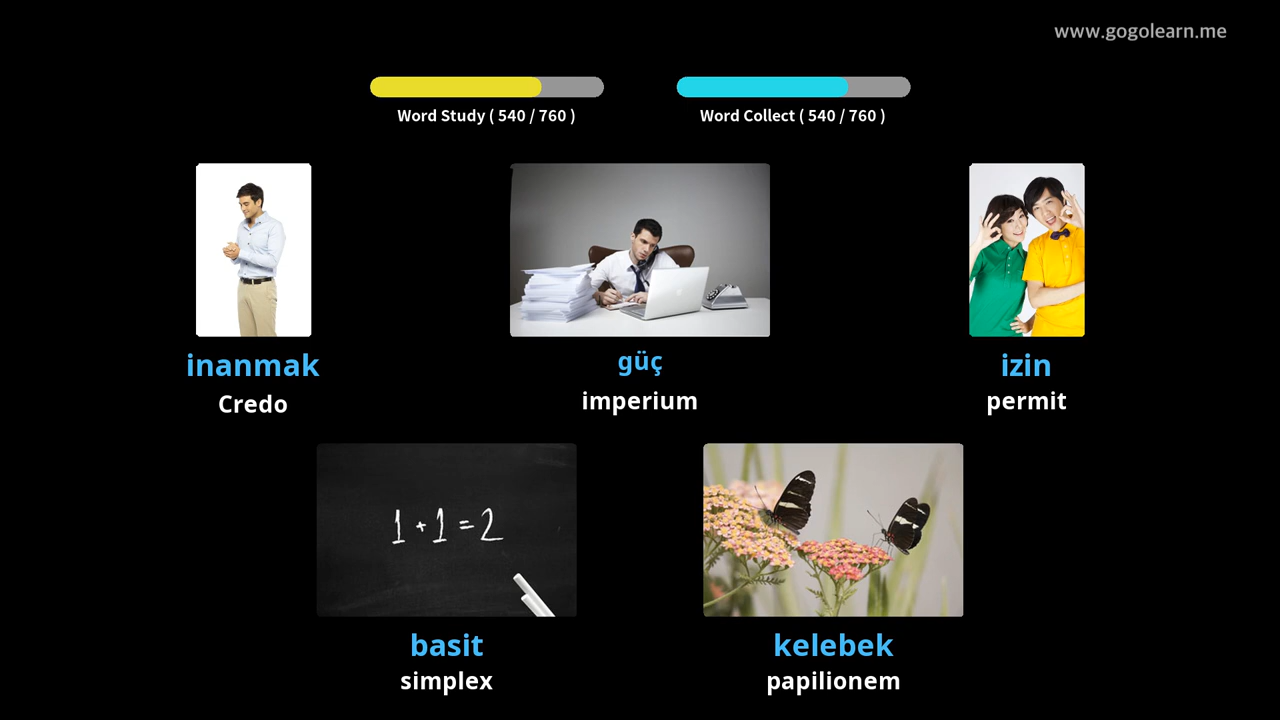 www.gogolearn.me
Word Study ( 540 / 760 )
Word Collect ( 540 / 760 )
inanmak
Credo
güç
imperium
izin
permit
1 + 1 = 2
basit
simplex
kelebek
papilionem